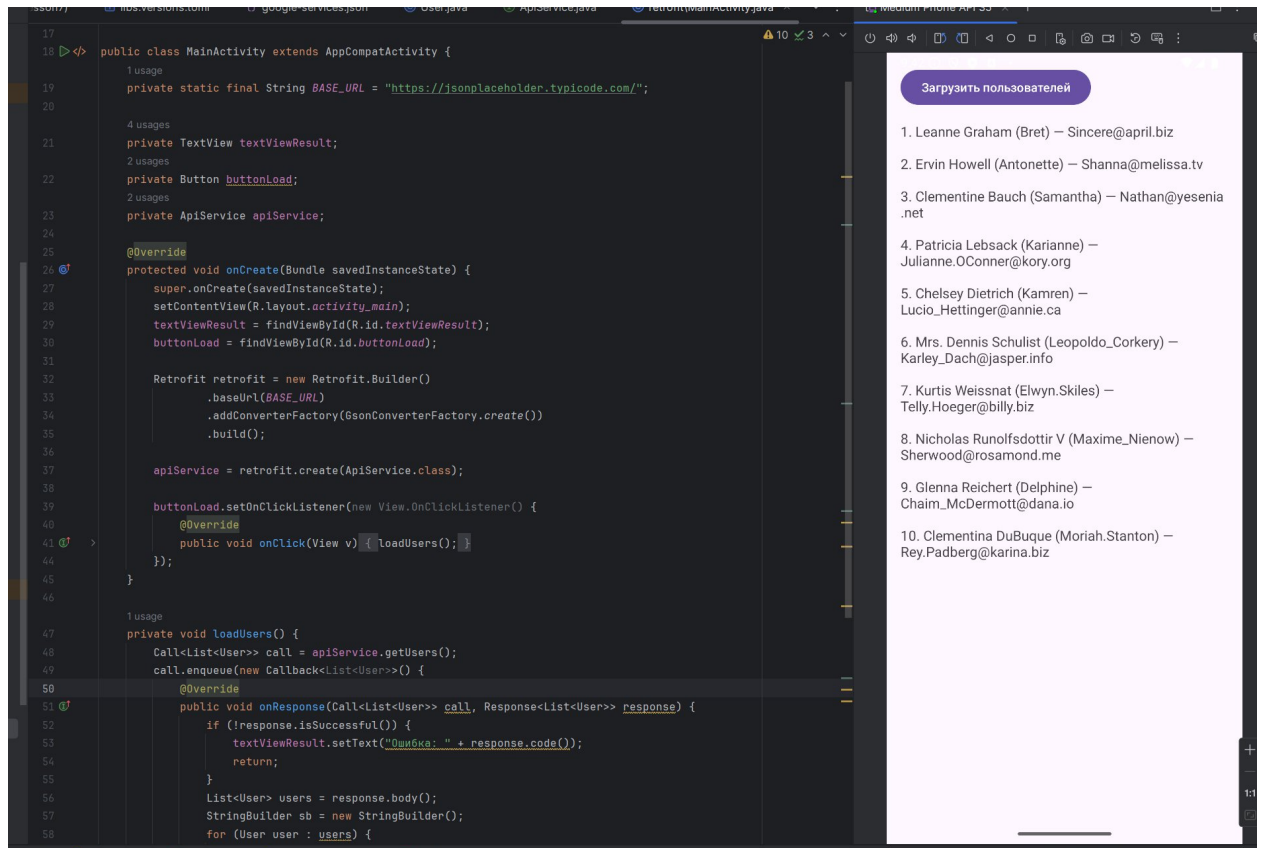 libs.versions.toml
google-services.json
User.java
ApiService.java
retrofit\MainActivity.java
Medium Phone API 35
17
10 3
18 public class MainActivity extends AppCompatActivity {
1 usage
19 private static final String BASE_URL = "https://jsonplaceholder.typicode.com/";
20
4 usages
21 private TextView textViewResult;
2 usages
22 private Button buttonLoad;
2 usages
23 private ApiService apiService;
24
25 @Override
26 protected void onCreate(Bundle savedInstanceState) {
27 super.onCreate(savedInstanceState);
28 setContentView(R.layout.activity_main);
29 textViewResult = findViewById(R.id.textViewResult);
30 buttonLoad = findViewById(R.id.buttonLoad);
31
32 Retrofit retrofit = new Retrofit.Builder()
33 .baseUrl(BASE_URL)
34 .addConverterFactory(GsonConverterFactory.create())
35 .build();
36
37 apiService = retrofit.create(ApiService.class);
38
39 buttonLoad.setOnClickListener(new View.OnClickListener() {
40 @Override
41 public void onClick(View v) { loadUsers(); }
44 });
45 }
46
1 usage
47 private void loadUsers() {
48 Call<List<User>> call = apiService.getUsers();
49 call.enqueue(new Callback<List<User>>() {
50 @Override
51 public void onResponse(Call<List<User>> call, Response<List<User>> response) {
52 if (!response.isSuccessful()) {
53 textViewResult.setText("Ошибка: " + response.code());
54 return;
55 }
56 List<User> users = response.body();
57 StringBuilder sb = new StringBuilder();
58 for (User user : users) {
Загрузить пользователей
1. Leanne Graham (Bret) — Sincere@april.biz
2. Ervin Howell (Antonette) — Shanna@melissa.tv
3. Clementine Bauch (Samantha) — Nathan@yesenia
.net
4. Patricia Lebsack (Karianne) —
Julianne.OConner@kory.org
5. Chelsey Dietrich (Kamren) —
Lucio_Hettinger@annie.ca
6. Mrs. Dennis Schulist (Leopoldo_Corkery) —
Karley_Dach@jasper.info
7. Kurtis Weissnat (Elwyn.Skiles) —
Telly.Hoeger@billy.biz
8. Nicholas Runolfsdottir V (Maxime_Nienow) —
Sherwood@rosamond.me
9. Glenna Reichert (Delphine) —
Chaim_McDermott@dana.io
10. Clementina DuBuque (Moriah.Stanton) —
Rey.Padberg@karina.biz
1:1